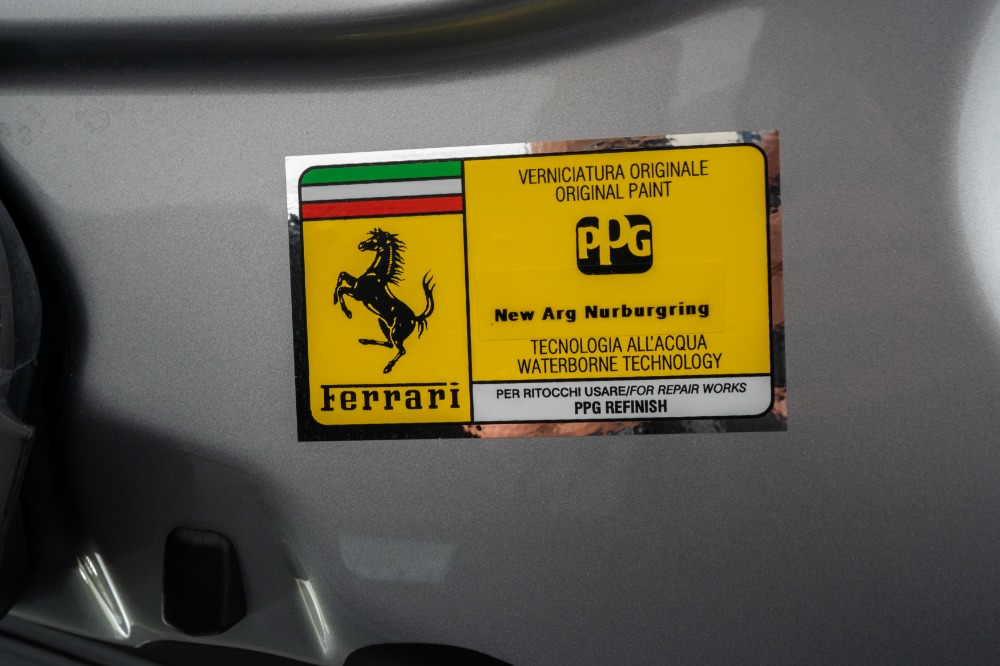 VERNICIATURA ORIGINALE
ORIGINAL PAINT
PPG
New Arg Nurburgring
TECNOLOGIA ALL'ACQUA
WATERBORNE TECHNOLOGY
Ferrari
PER RITOCCHI USARE/FOR REPAIR WORKS
PPG REFINISH